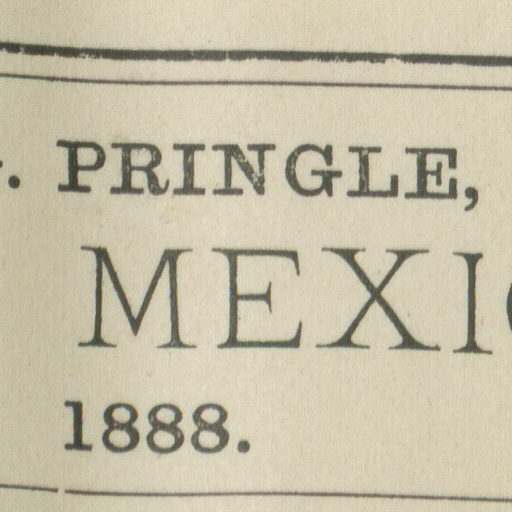 . PRINGLE,
MEXI
1888.